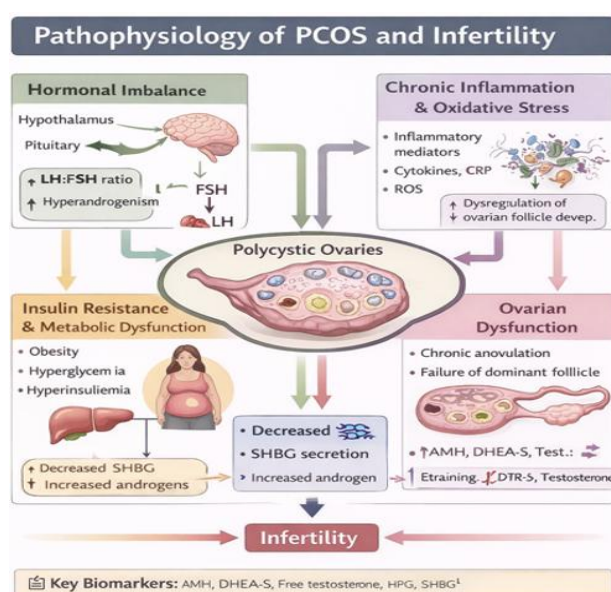 Pathophysiology of PCOS and Infertility
Hormonal Imbalance
Hypothalamus
Pituitary
↑ LH:FSH ratio
↑ Hyperandrogenism
FSH
LH
Chronic Inflammation
& Oxidative Stress
• Inflammatory
mediators
• Cytokines, CRP
• ROS
↑ Dysregulation of
↓ ovarian follicle devep.
Polycystic Ovaries
Insulin Resistance
& Metabolic Dysfunction
• Obesity
• Hyperglycem ia
• Hyperinsuliemia
↑ Decreased SHBG
† Increased androgens
• Decreased
• SHBG secretion
› Increased androgen
Ovarian
Dysfunction
• Chronic anovulation
• Failure of dominant folllicle
• ↑AMH, DHEA-S, Test.:
Etraining. DTR-S, Testosterone
Infertility
Key Biomarkers: AMH, DHEA-S, Free testosterone, HPG, SHBG